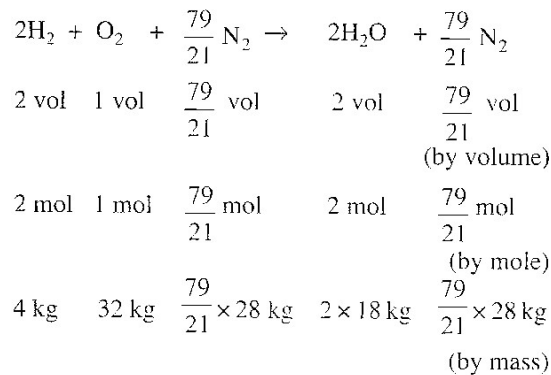 2H₂ + O₂ + 79/21 N₂ → 2H₂O + 79/21 N₂
2 vol 1 vol 79/21 vol 2 vol 79/21 vol
(by volume)
2 mol 1 mol 79/21 mol 2 mol 79/21 mol
(by mole)
4 kg 32 kg 79/21 × 28 kg 2 × 18 kg 79/21 × 28 kg
(by mass)